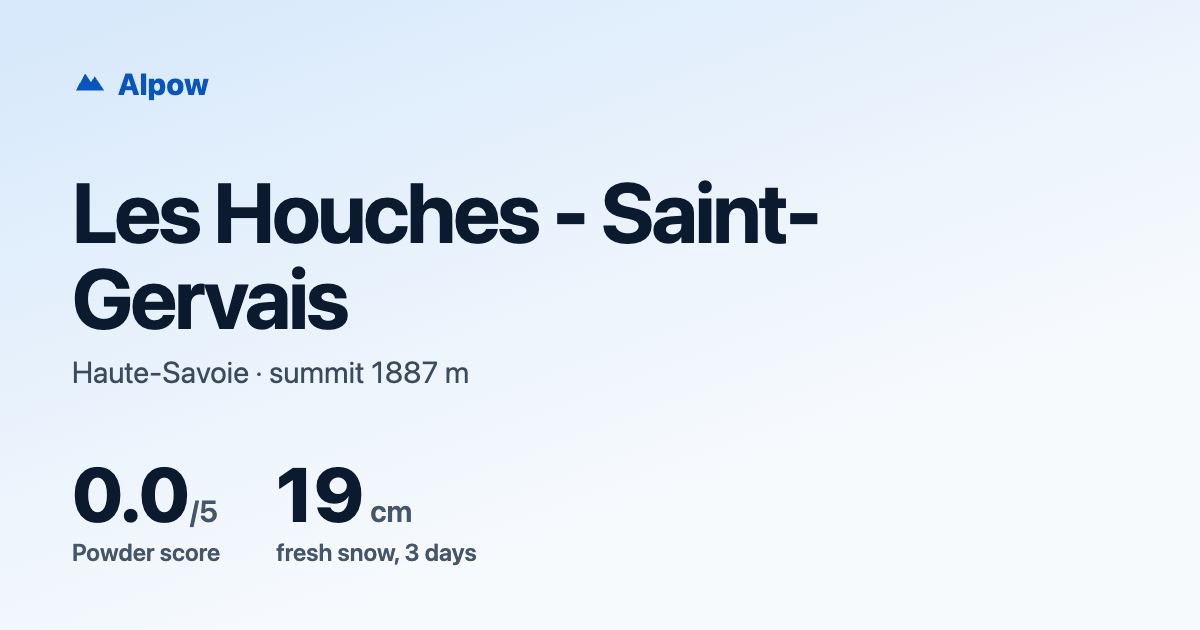 Alpow
Les Houches - Saint-
Gervais
Haute-Savoie · summit 1887 m
0.0/5 19 cm
Powder score fresh snow, 3 days